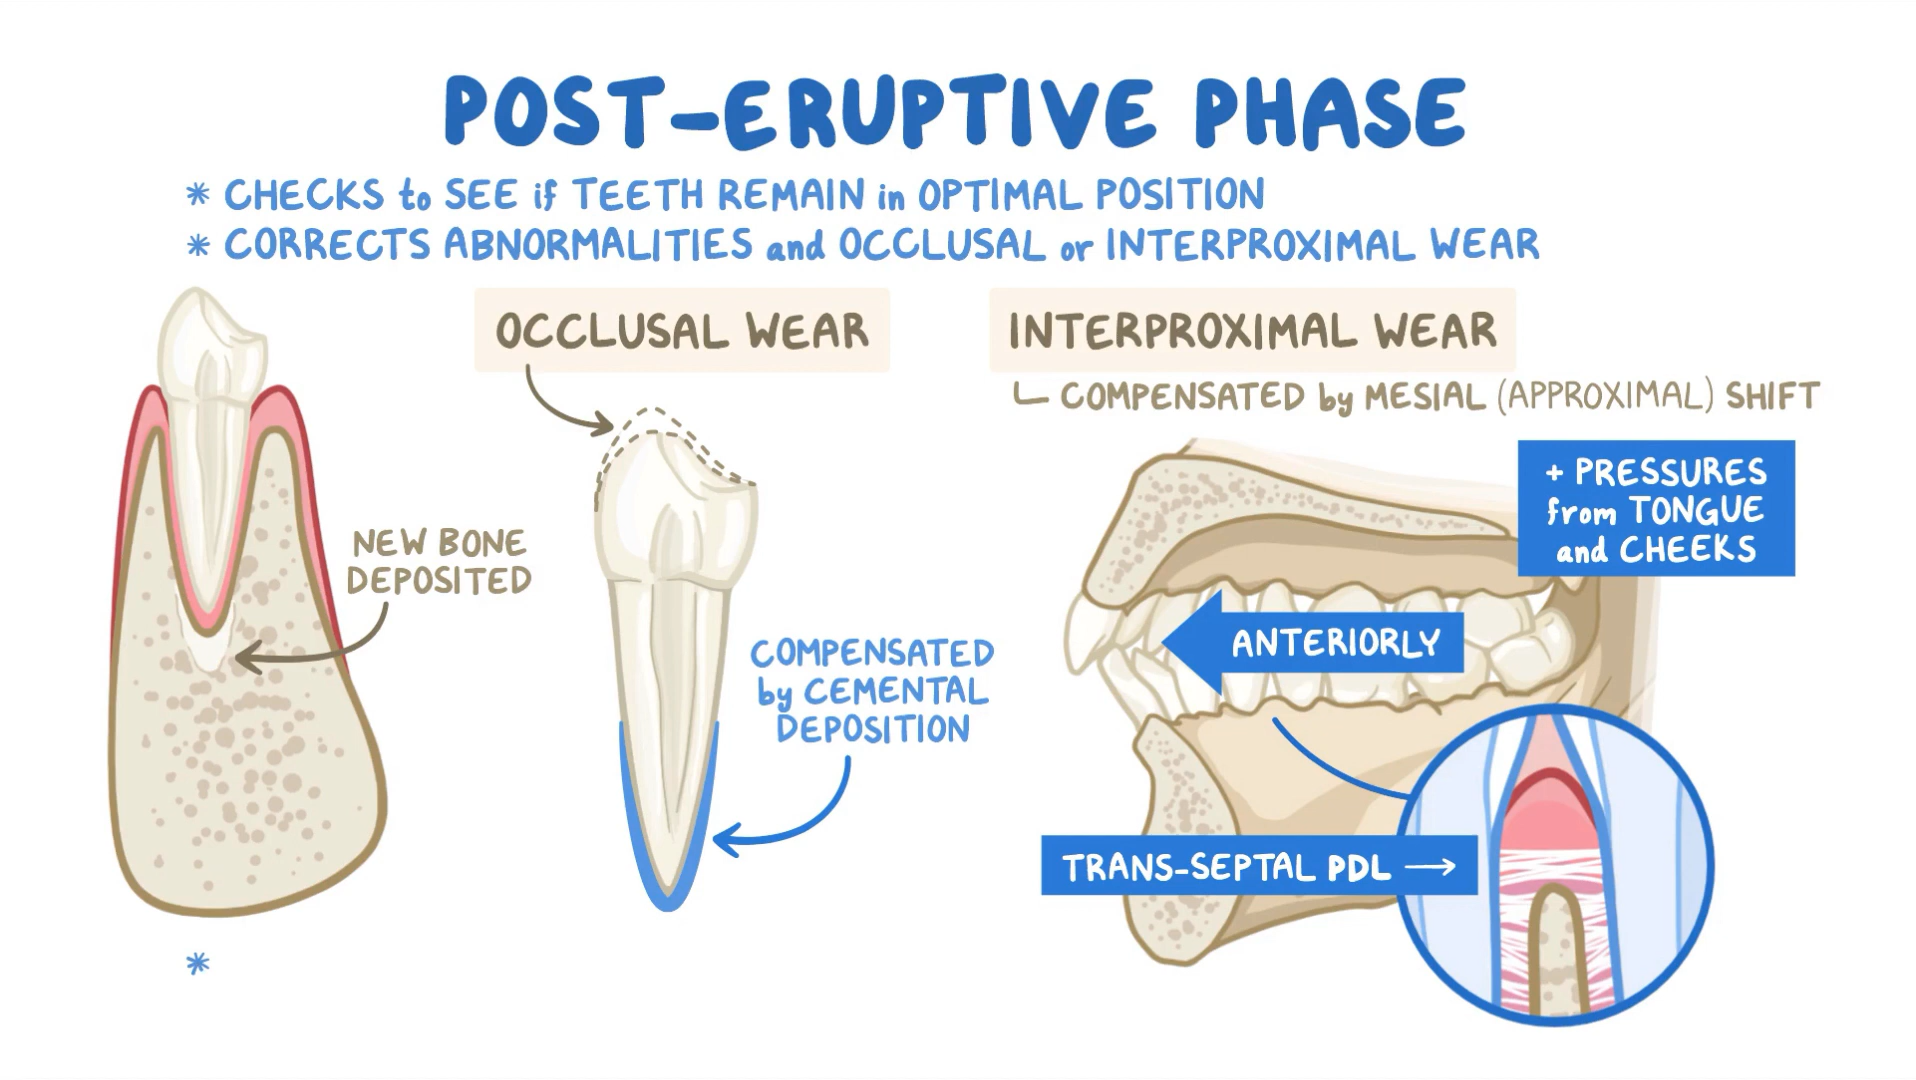 POST-ERUPTIVE PHASE
* CHECKS to SEE if TEETH REMAIN in OPTIMAL POSITION
* CORRECTS ABNORMALITIES and OCCLUSAL or INTERPROXIMAL WEAR
OCCLUSAL WEAR
INTERPROXIMAL WEAR
COMPENSATED by MESIAL (APPROXIMAL) SHIFT
+ PRESSURES
from TONGUE
and CHEEKS
NEW BONE
DEPOSITED
ANTERIORLY
COMPENSATED
by CEMENTAL
DEPOSITION
TRANS-SEPTAL PDL →
*